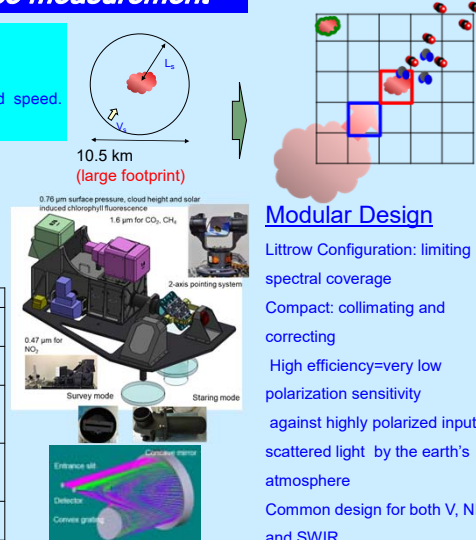 measurement
d speed.
Ls
Vs
10.5 km
(large footprint)
0.76 μm surface pressure, cloud height and solar
induced chlorophyll fluorescence
1.6 μm for CO₂, CH₄
2-axis pointing system
0.47 μm for
NO₂
Survey mode
Staring mode
Concave mirror
Entrance slit
Detector
Convex grating
Modular Design
Littrow Configuration: limiting
spectral coverage
Compact: collimating and
correcting
High efficiency=very low
polarization sensitivity
against highly polarized input
scattered light by the earth's
atmosphere
Common design for both V, N
and SWIR